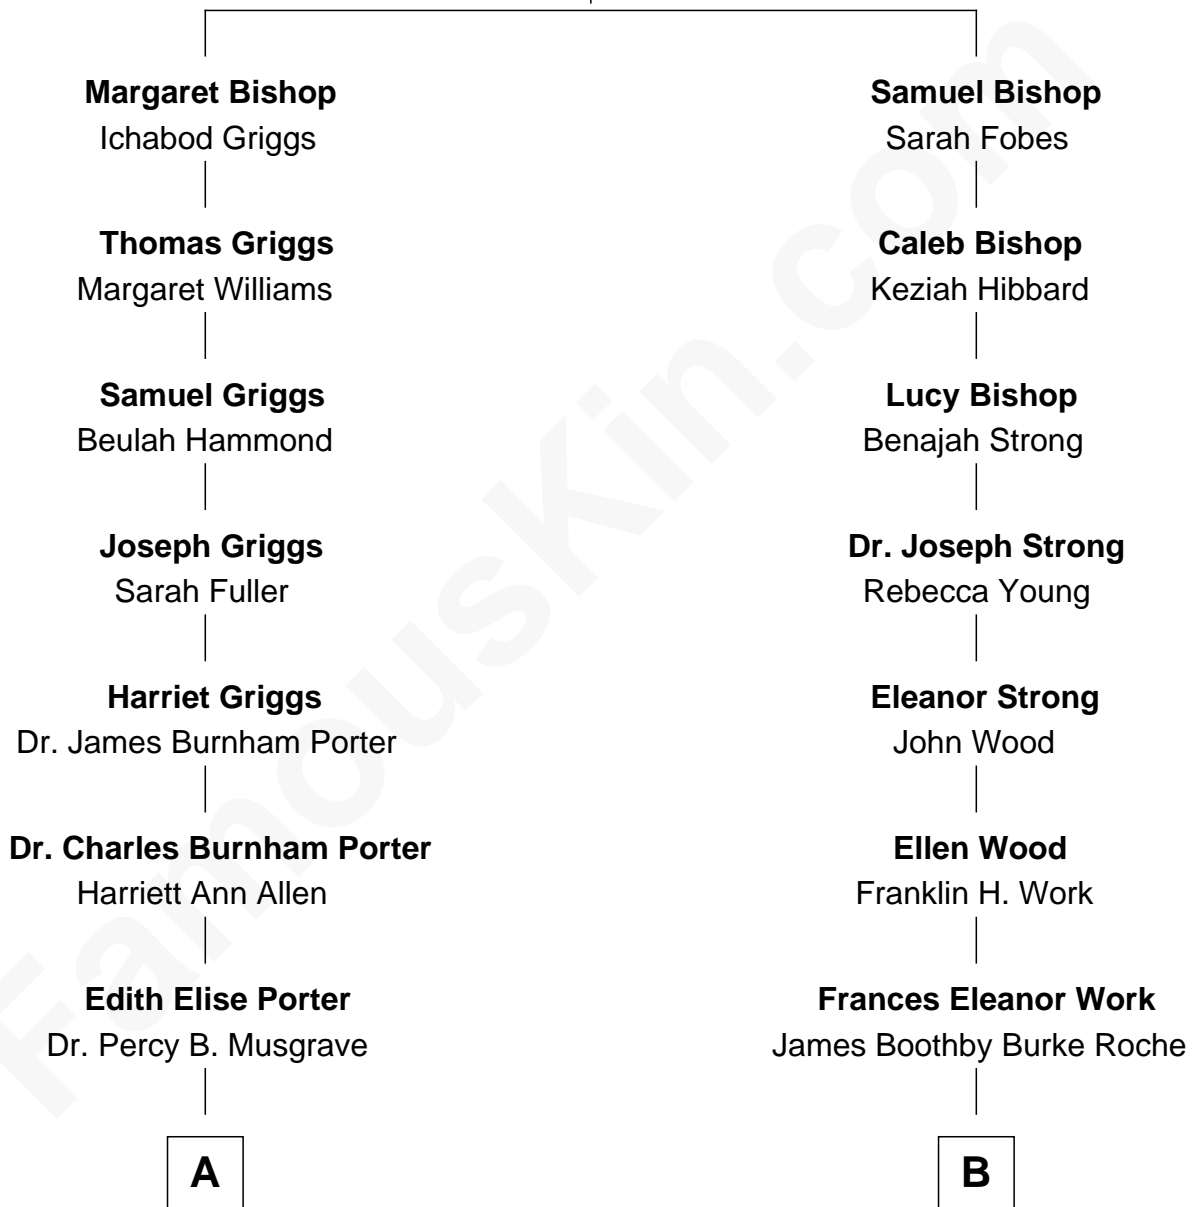 Margaret Bishop
Ichabod Griggs
Samuel Bishop
Sarah Fobes
Thomas Griggs
Margaret Williams
Caleb Bishop
Keziah Hibbard
Samuel Griggs
Beulah Hammond
Lucy Bishop
Benajah Strong
Joseph Griggs
Sarah Fuller
Dr. Joseph Strong
Rebecca Young
Harriet Griggs
Dr. James Burnham Porter
Eleanor Strong
John Wood
Dr. Charles Burnham Porter
Harriett Ann Allen
Ellen Wood
Franklin H. Work
Edith Elise Porter
Dr. Percy B. Musgrave
Frances Eleanor Work
James Boothby Burke Roche
A
B
FamousKin.com